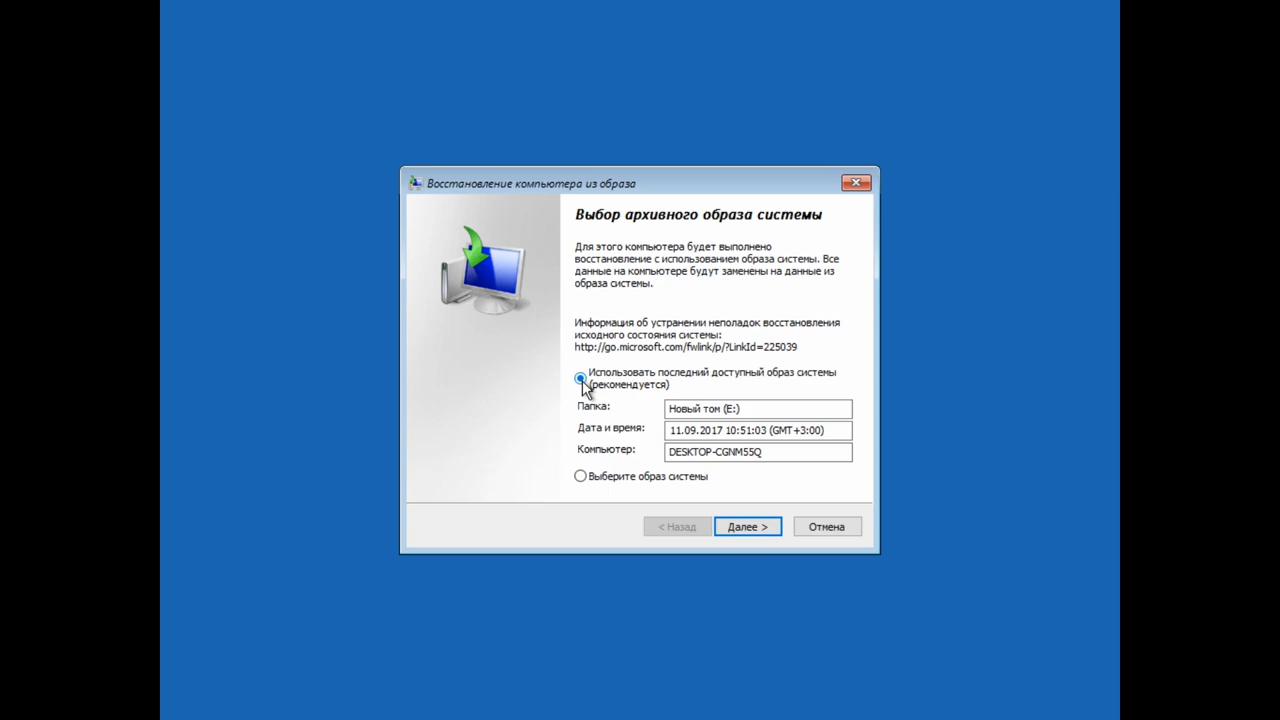 Восстановление компьютера из образа
Выбор архивного образа системы
Для этого компьютера будет выполнено
восстановление с использованием образа системы. Все
данные на компьютере будут заменены на данные из
образа системы.
Информация об устранении неполадок восстановления
исходного состояния системы:
http://go.microsoft.com/fwlink/p/?LinkId=225039
Использовать последний доступный образ системы
(рекомендуется)
Папка: Новый том (E:)
Дата и время: 11.09.2017 10:51:03 (GMT+3:00)
Компьютер: DESKTOP-CGNM55Q
Выберите образ системы
< Назад Далее > Отмена